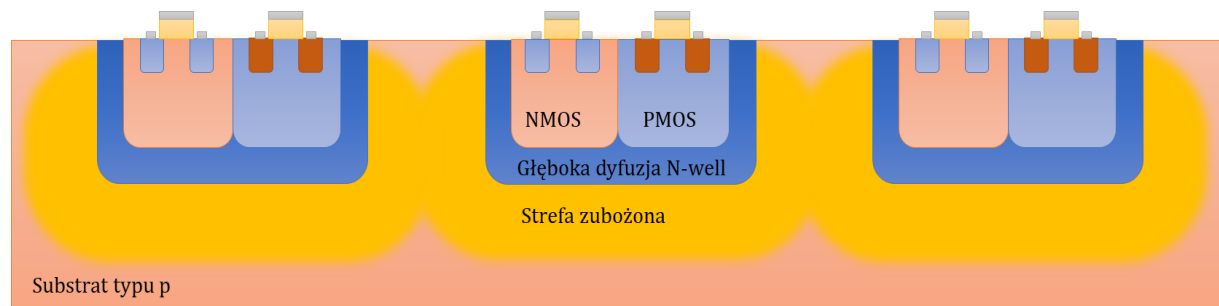 NMOS
PMOS
Głęboka dyfuzja N-well
Strefa zubożona
Substrat typu p